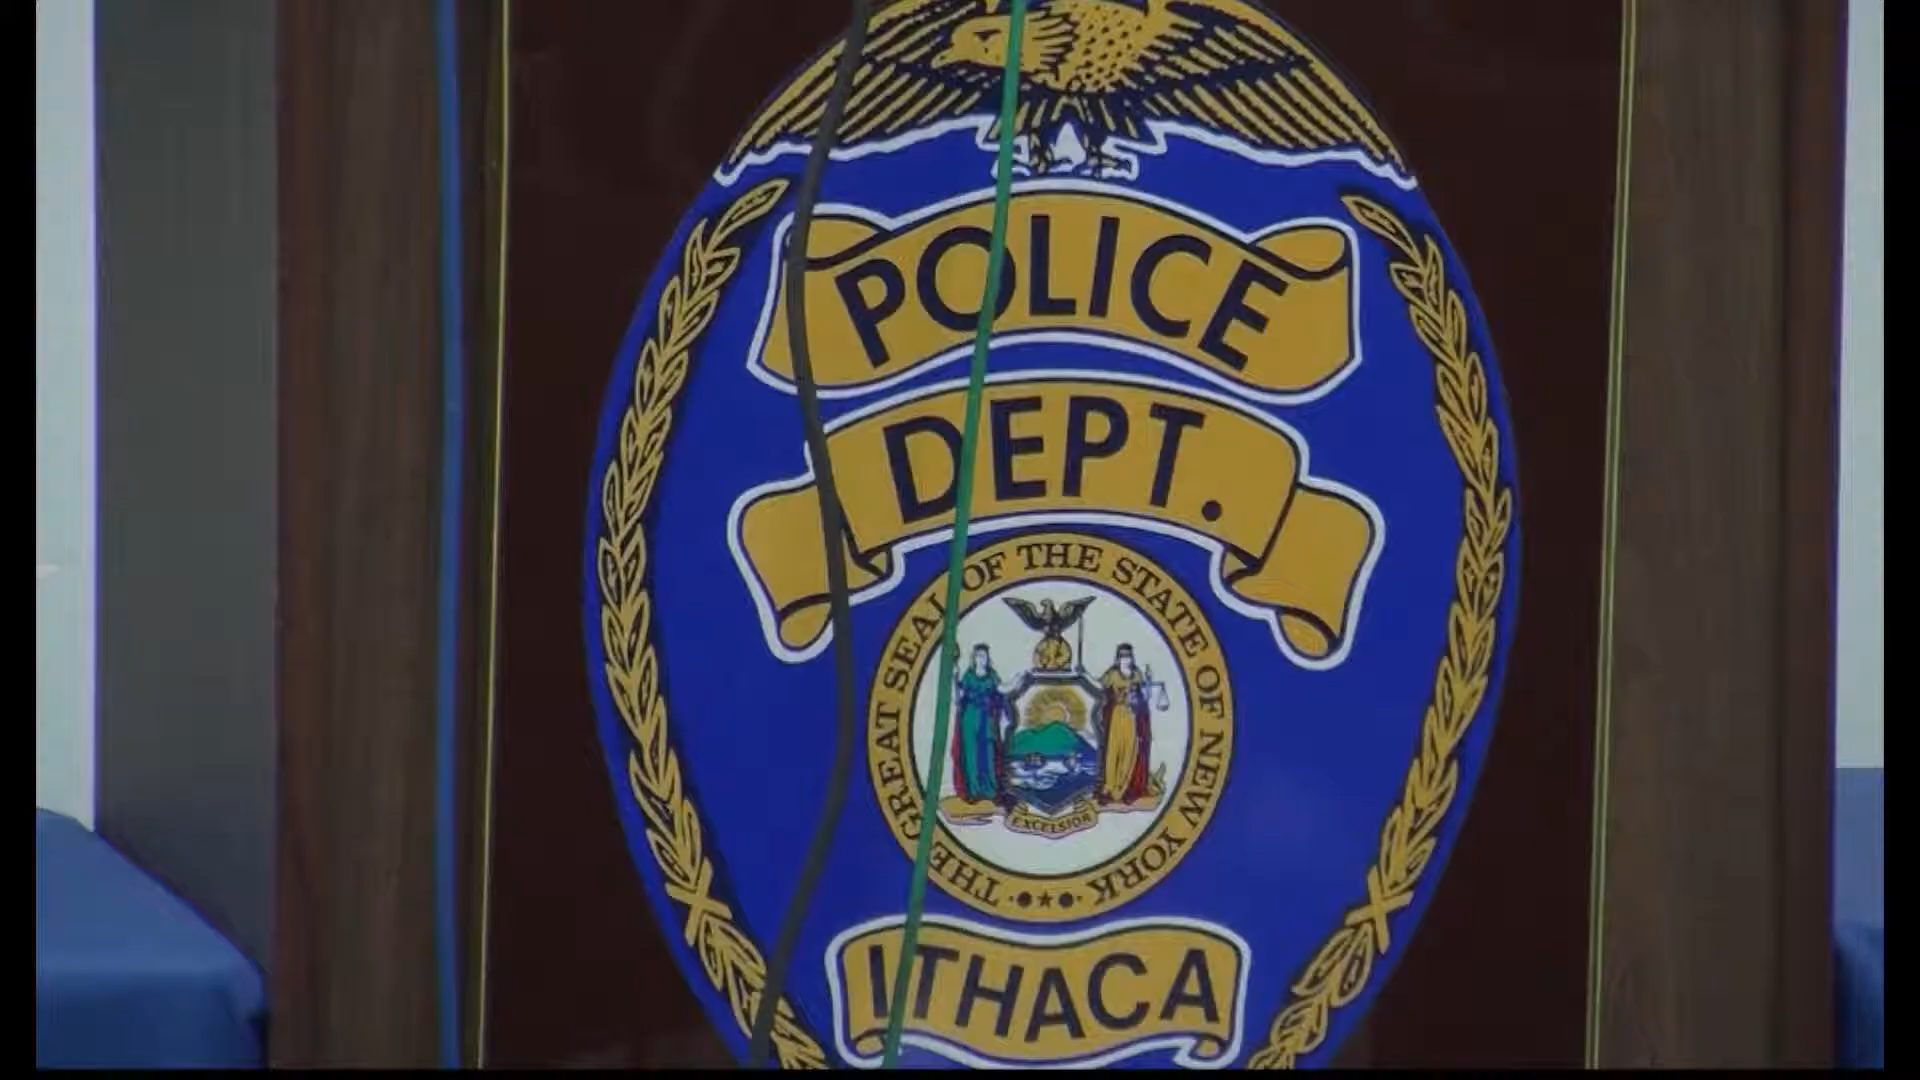 POLICE
DEPT.
THE GREAT SEAL OF THE STATE OF NEW YORK
EXCELSIOR
ITHACA